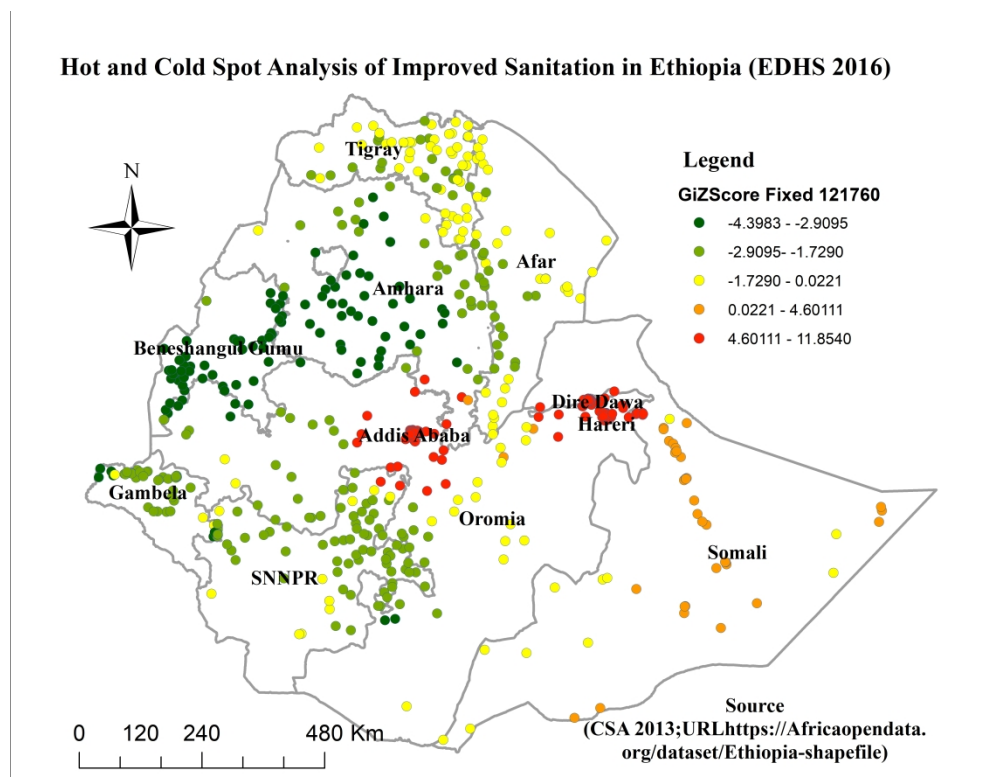 Hot and Cold Spot Analysis of Improved Sanitation in Ethiopia (EDHS 2016)
N
Tigray
Legend
GiZScore Fixed 121760
-4.3983 - -2.9095
-2.9095- -1.7290
-1.7290 - 0.0221
0.0221 - 4.60111
4.60111 - 11.8540
Afar
Amhara
Beneshangul Gumu
Dire Dawa
Hareri
Addis Ababa
Gambela
Oromia
Somali
SNNPR
Source
(CSA 2013;URLhttps://Africaopendata.
org/dataset/Ethiopia-shapefile)
0 120 240 480 Km